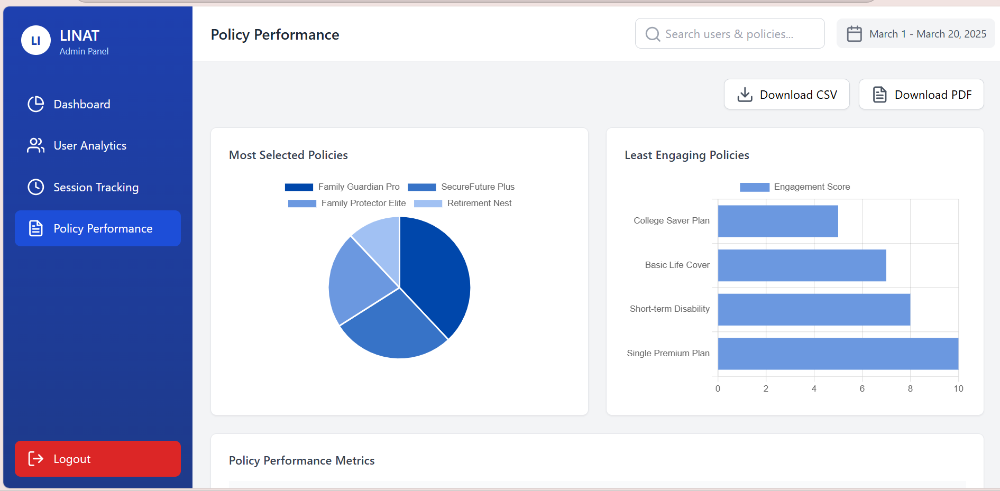 LI
LINAT
Admin Panel
Dashboard
User Analytics
Session Tracking
Policy Performance
Logout
Policy Performance
Search users & policies...
March 1 - March 20, 2025
Download CSV
Download PDF
Most Selected Policies
Family Guardian Pro
SecureFuture Plus
Family Protector Elite
Retirement Nest
Least Engaging Policies
Engagement Score
College Saver Plan
Basic Life Cover
Short-term Disability
Single Premium Plan
0 2 4 6 8 10
Policy Performance Metrics